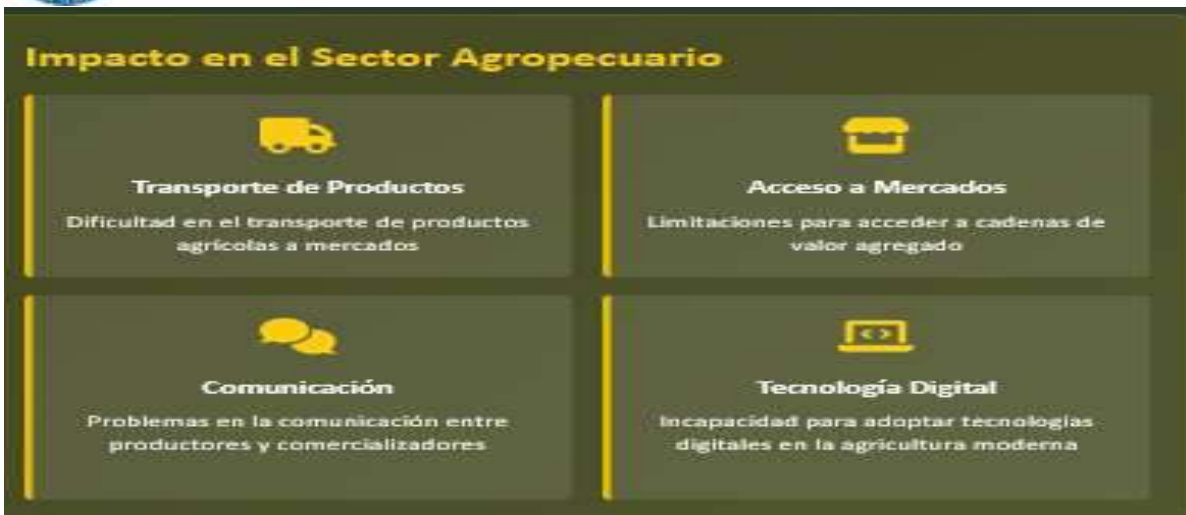 Impacto en el Sector Agropecuario
Transporte de Productos
Dificultad en el transporte de productos
agrícolas a mercados
Acceso a Mercados
Limitaciones para acceder a cadenas de
valor agregado
Comunicación
Problemas en la comunicación entre
productores y comercializadores
Tecnología Digital
Incapacidad para adoptar tecnologías
digitales en la agricultura moderna